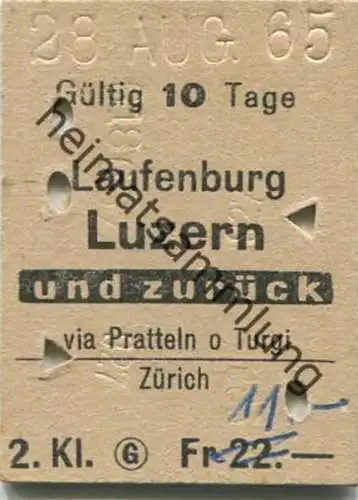 28 AUG. 65
Gültig 10 Tage
Laufenburg
Luzern
und zurück
via Pratteln o Turgi
Zürich
11.—
2. Kl. G Fr. 22.—
heimatsammlung